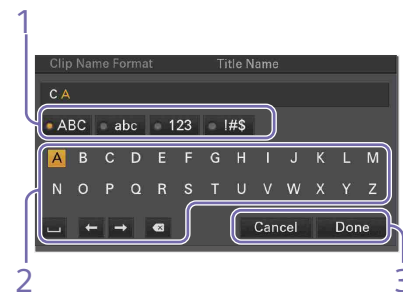 1
Clip Name Format Title Name
C A
ABC abc 123 !#$
A B C D E F G H I J K L M
N O P Q R S T U V W X Y Z
← → Cancel Done
2 3